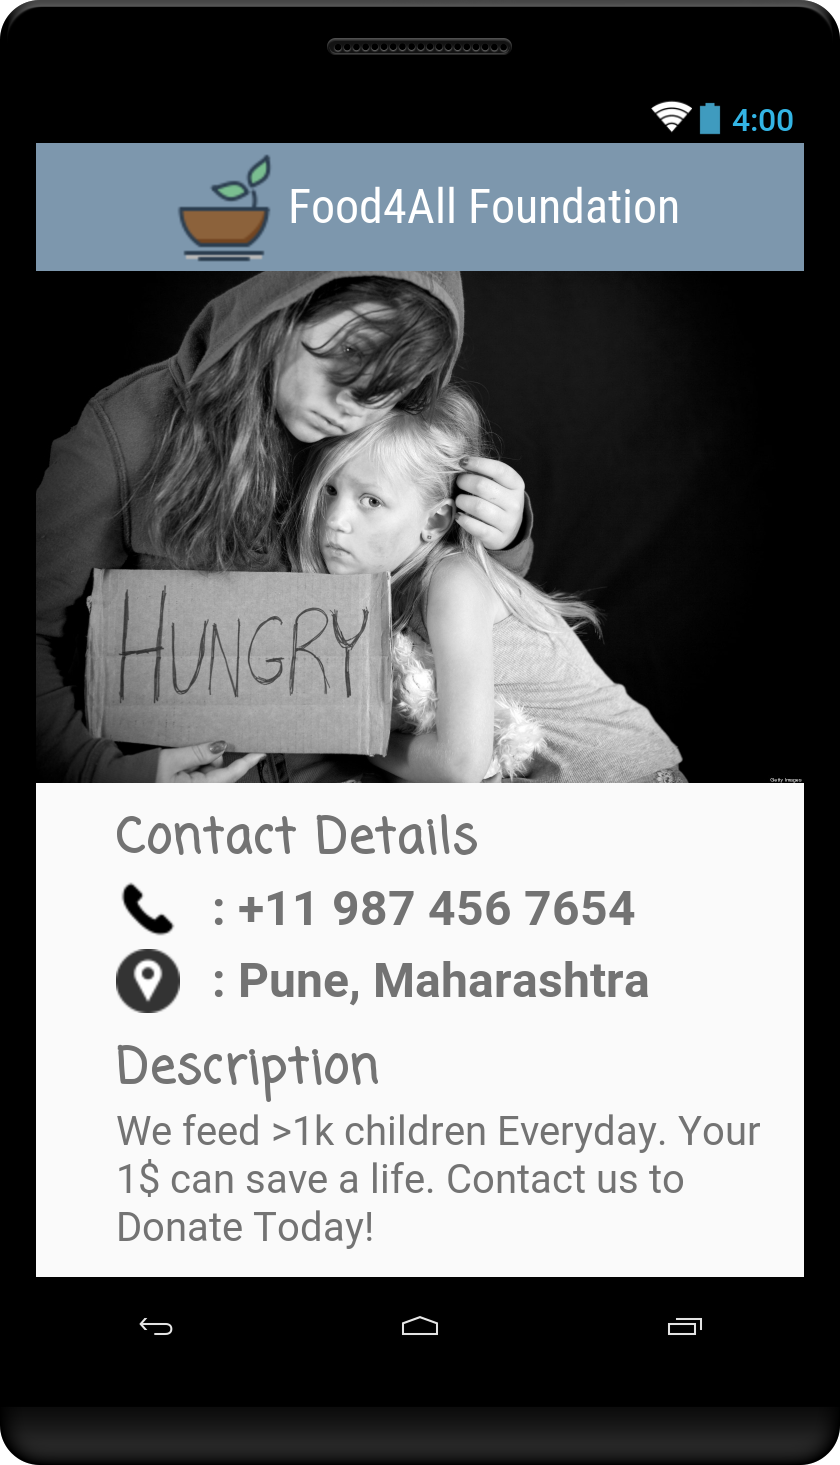 4:00
Food4All Foundation
HUNGRY
Getty Images
Contact Details
: +11 987 456 7654
: Pune, Maharashtra
Description
We feed >1k children Everyday. Your
1$ can save a life. Contact us to
Donate Today!